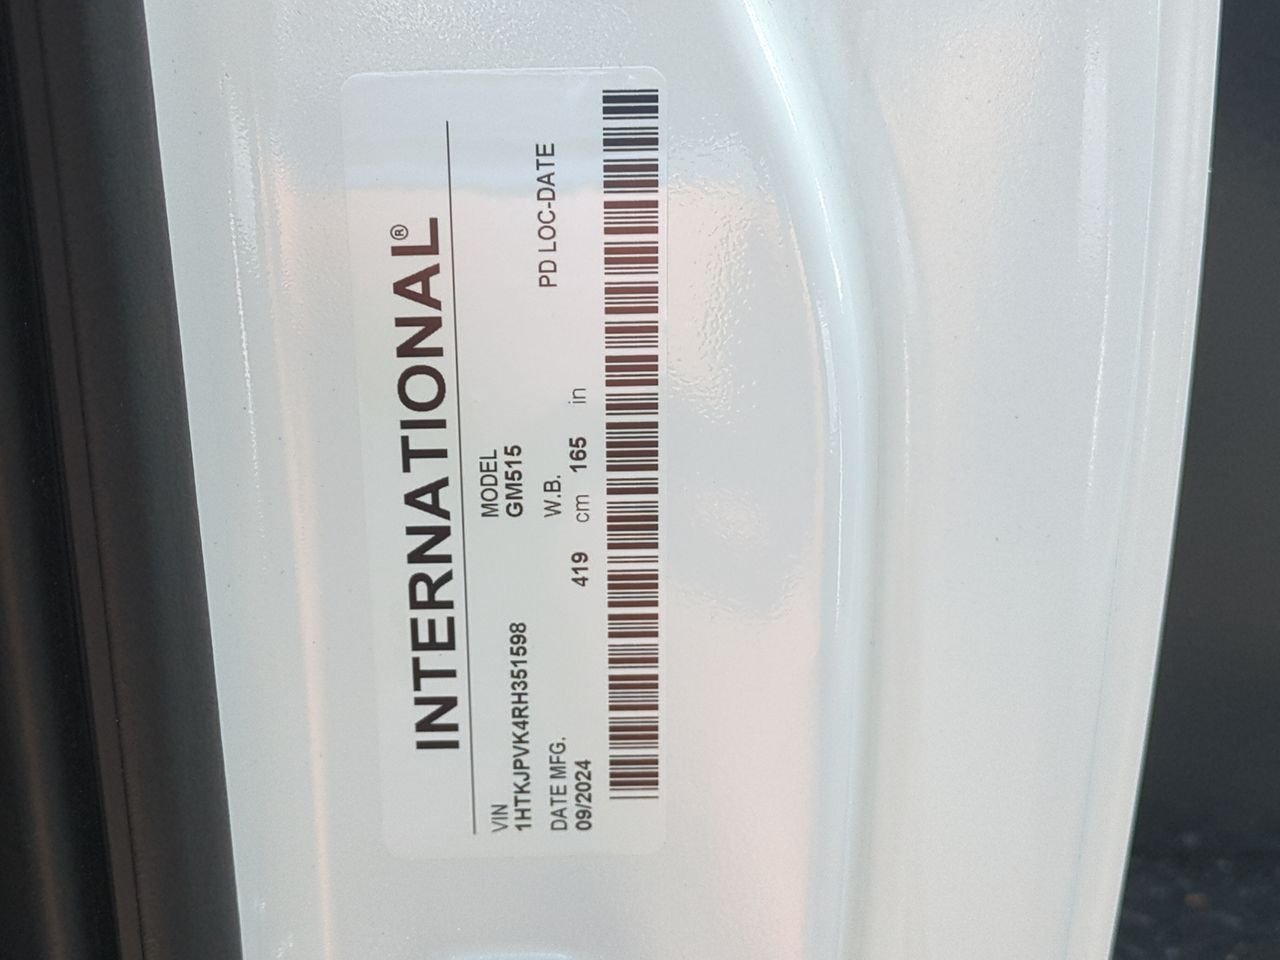 INTERNATIONAL®
VIN MODEL
1HTKJPVK4RH351598 GM515
DATE MFG. W.B. PD LOC-DATE
09/2024 419 cm 165 in